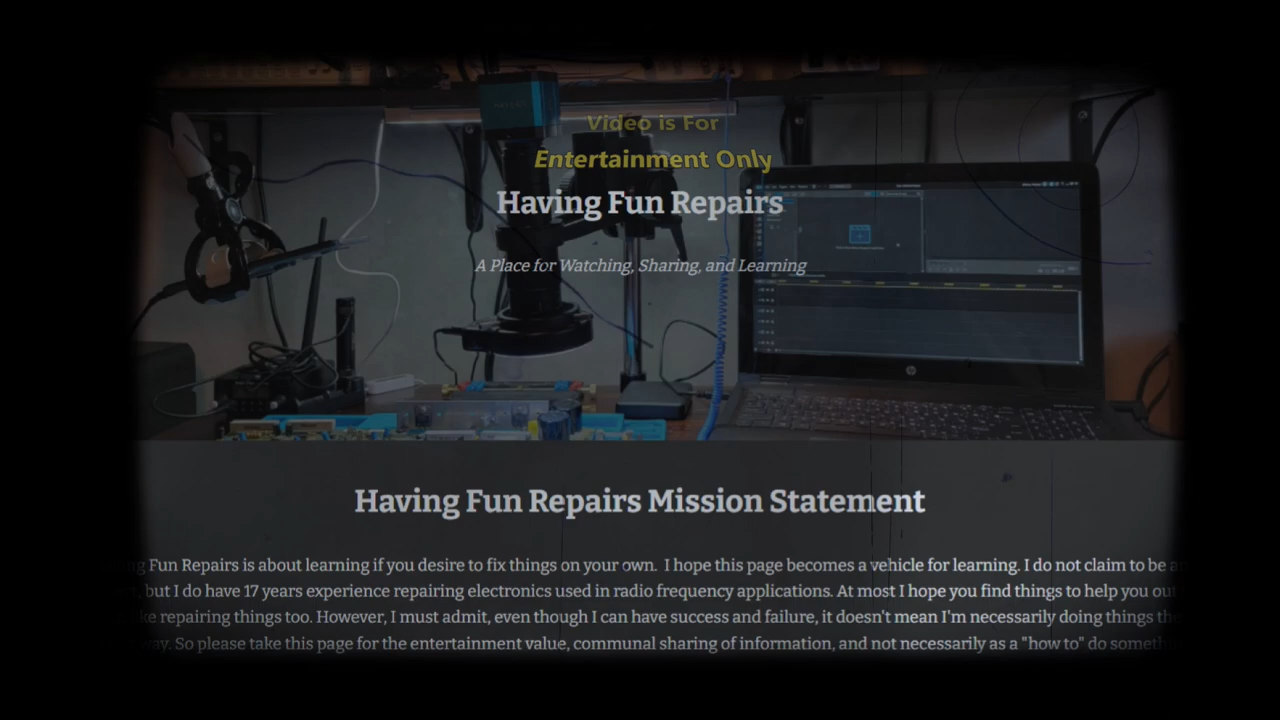 Video is For
Entertainment Only
Having Fun Repairs
A Place for Watching, Sharing, and Learning
Having Fun Repairs Mission Statement
Fun Repairs is about learning if you desire to fix things on your own. I hope this page becomes a vehicle for learning. I do not claim to be
but I do have 17 years experience repairing electronics used in radio frequency applications. At most I hope you find things to help you out
repairing things too. However, I must admit, even though I can have success and failure, it doesn't mean I'm necessarily doing things
way. So please take this page for the entertainment value, communal sharing of information, and not necessarily as a "how to" do